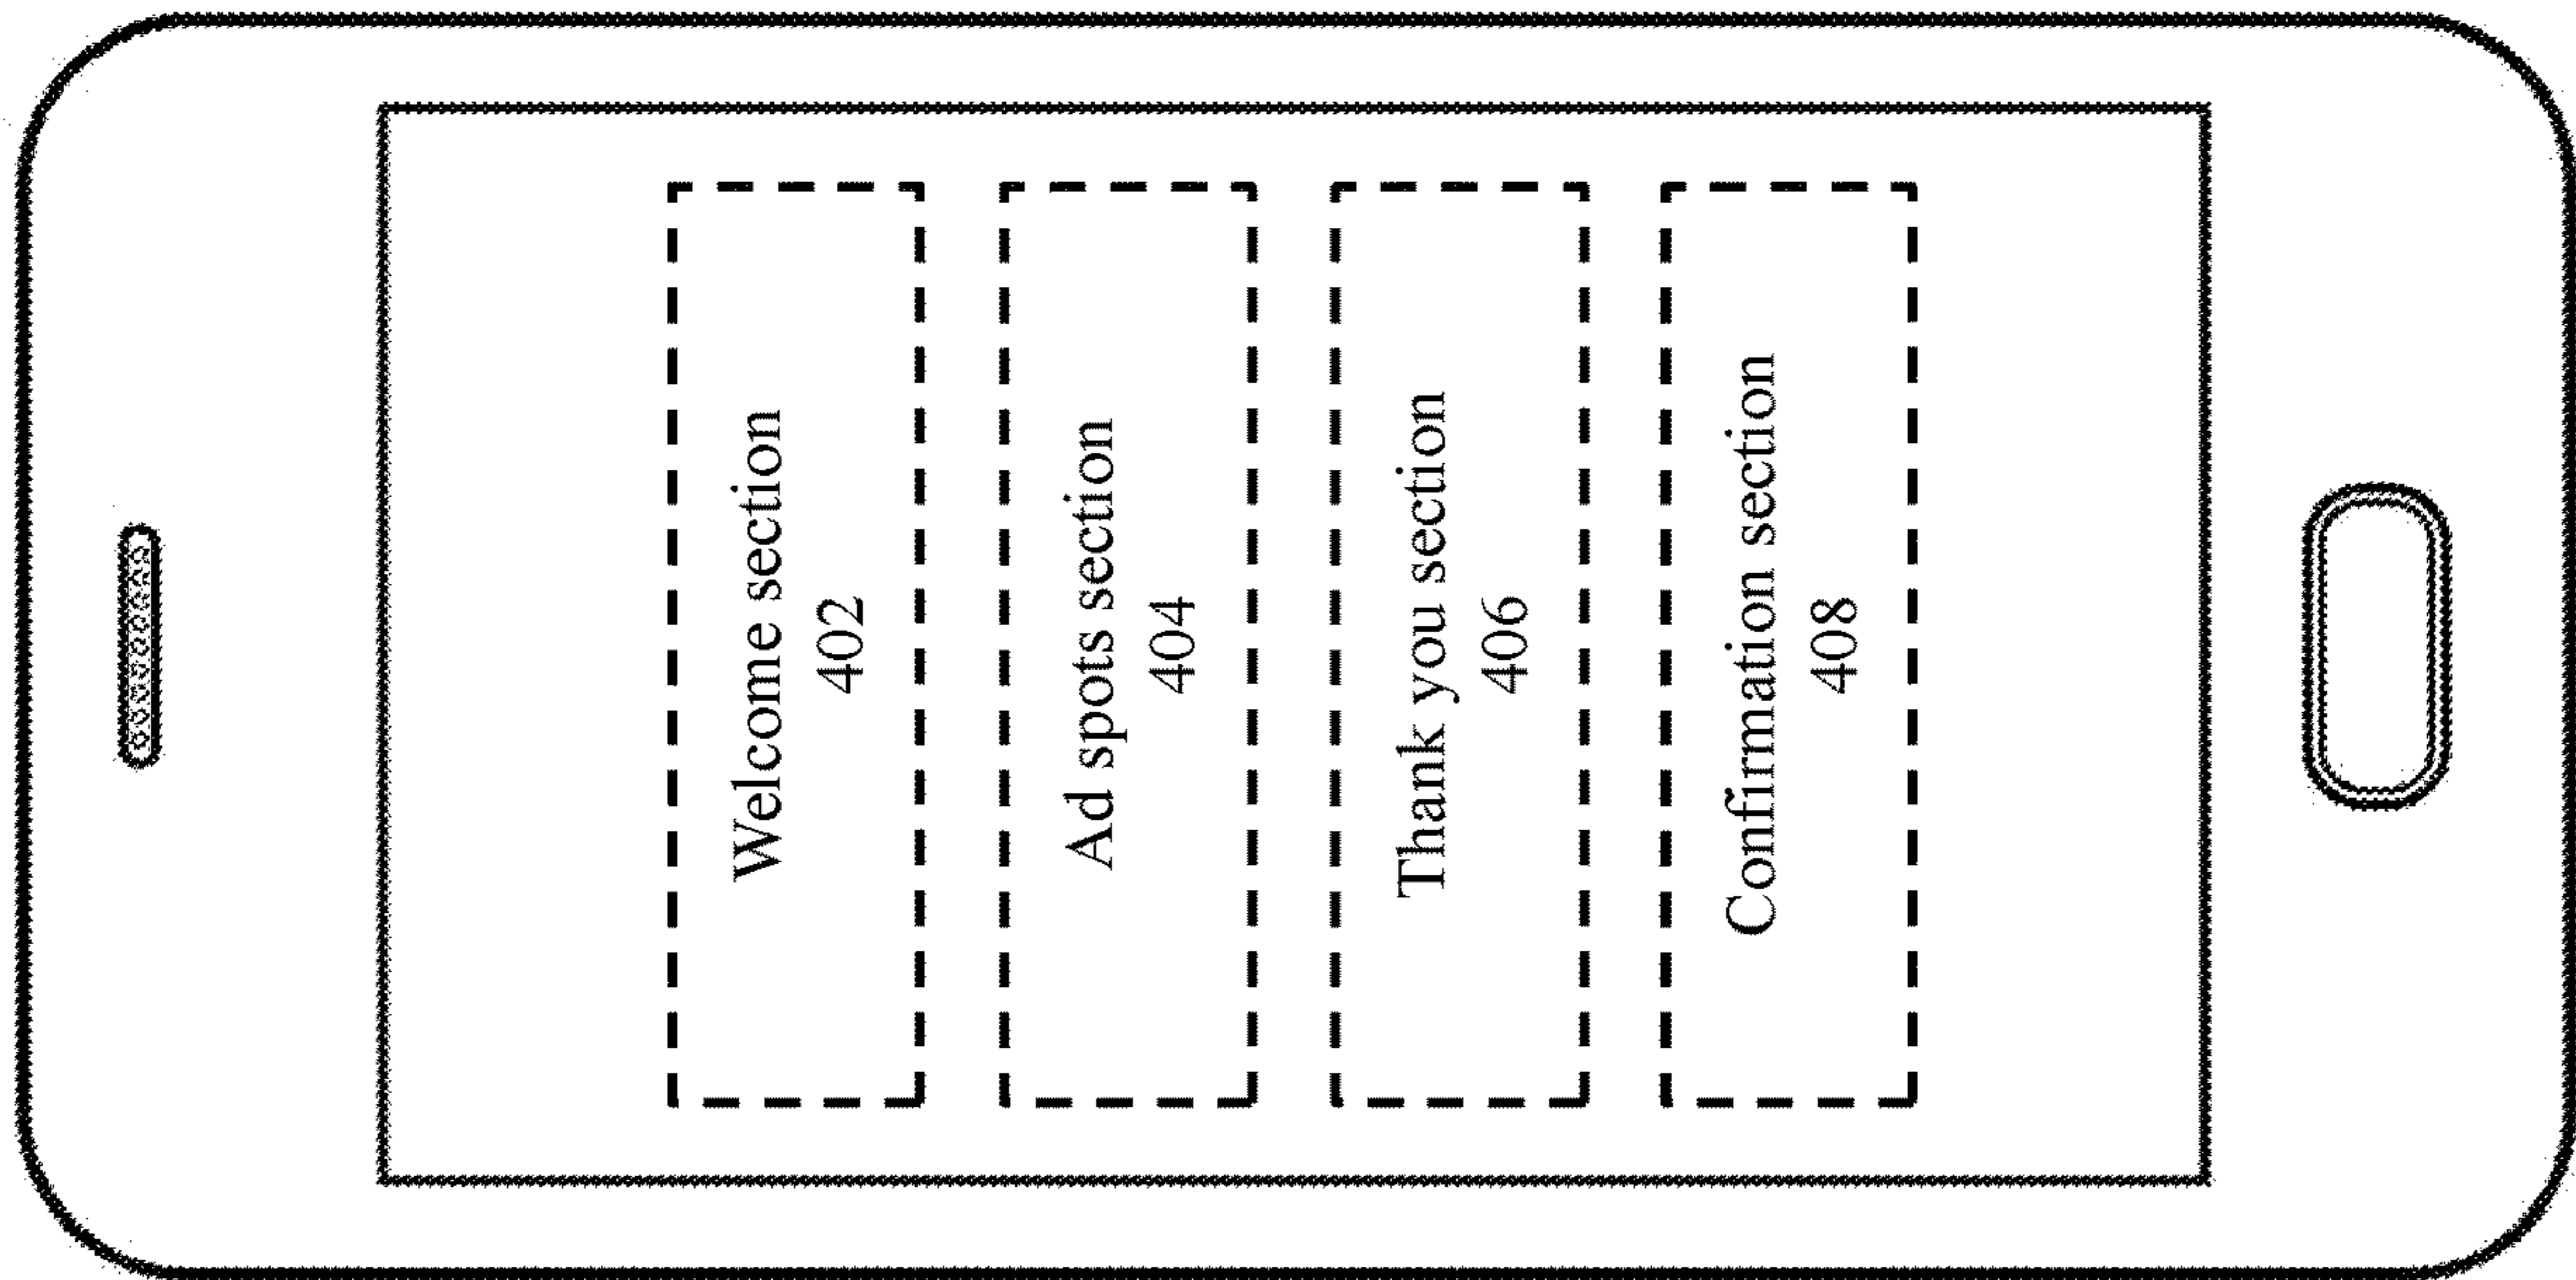 Welcome section
402
Ad spots section
404
Thank you section
406
Confirmation section
408